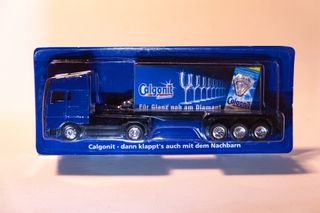 Calgonit
Für Glanz nah am Diamant
Calgonit
Calgonit - dann klappt's auch mit dem Nachbarn